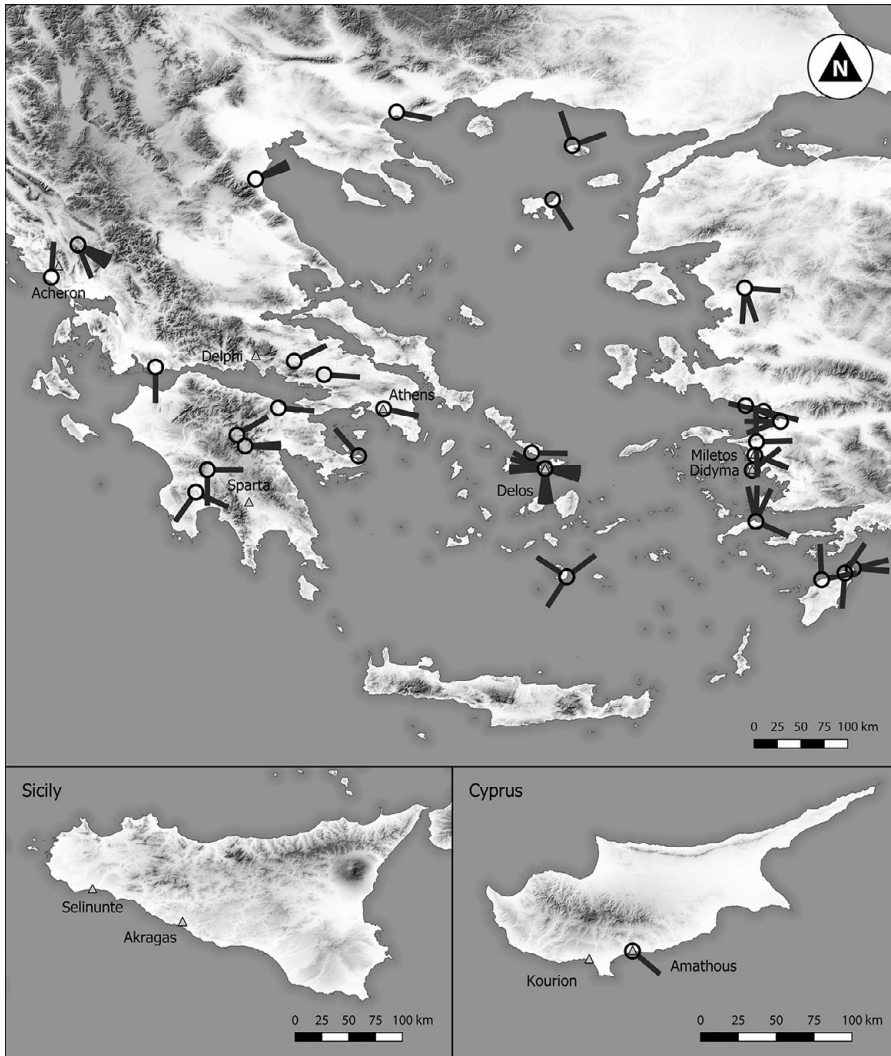 N
Acheron
Delphi
Athens
Sparta
Delos
Miletos
Didyma
0 25 50 75 100 km
Sicily
Selinunte
Akragas
0 25 50 75 100 km
Cyprus
Kourion
Amathous
0 25 50 75 100 km